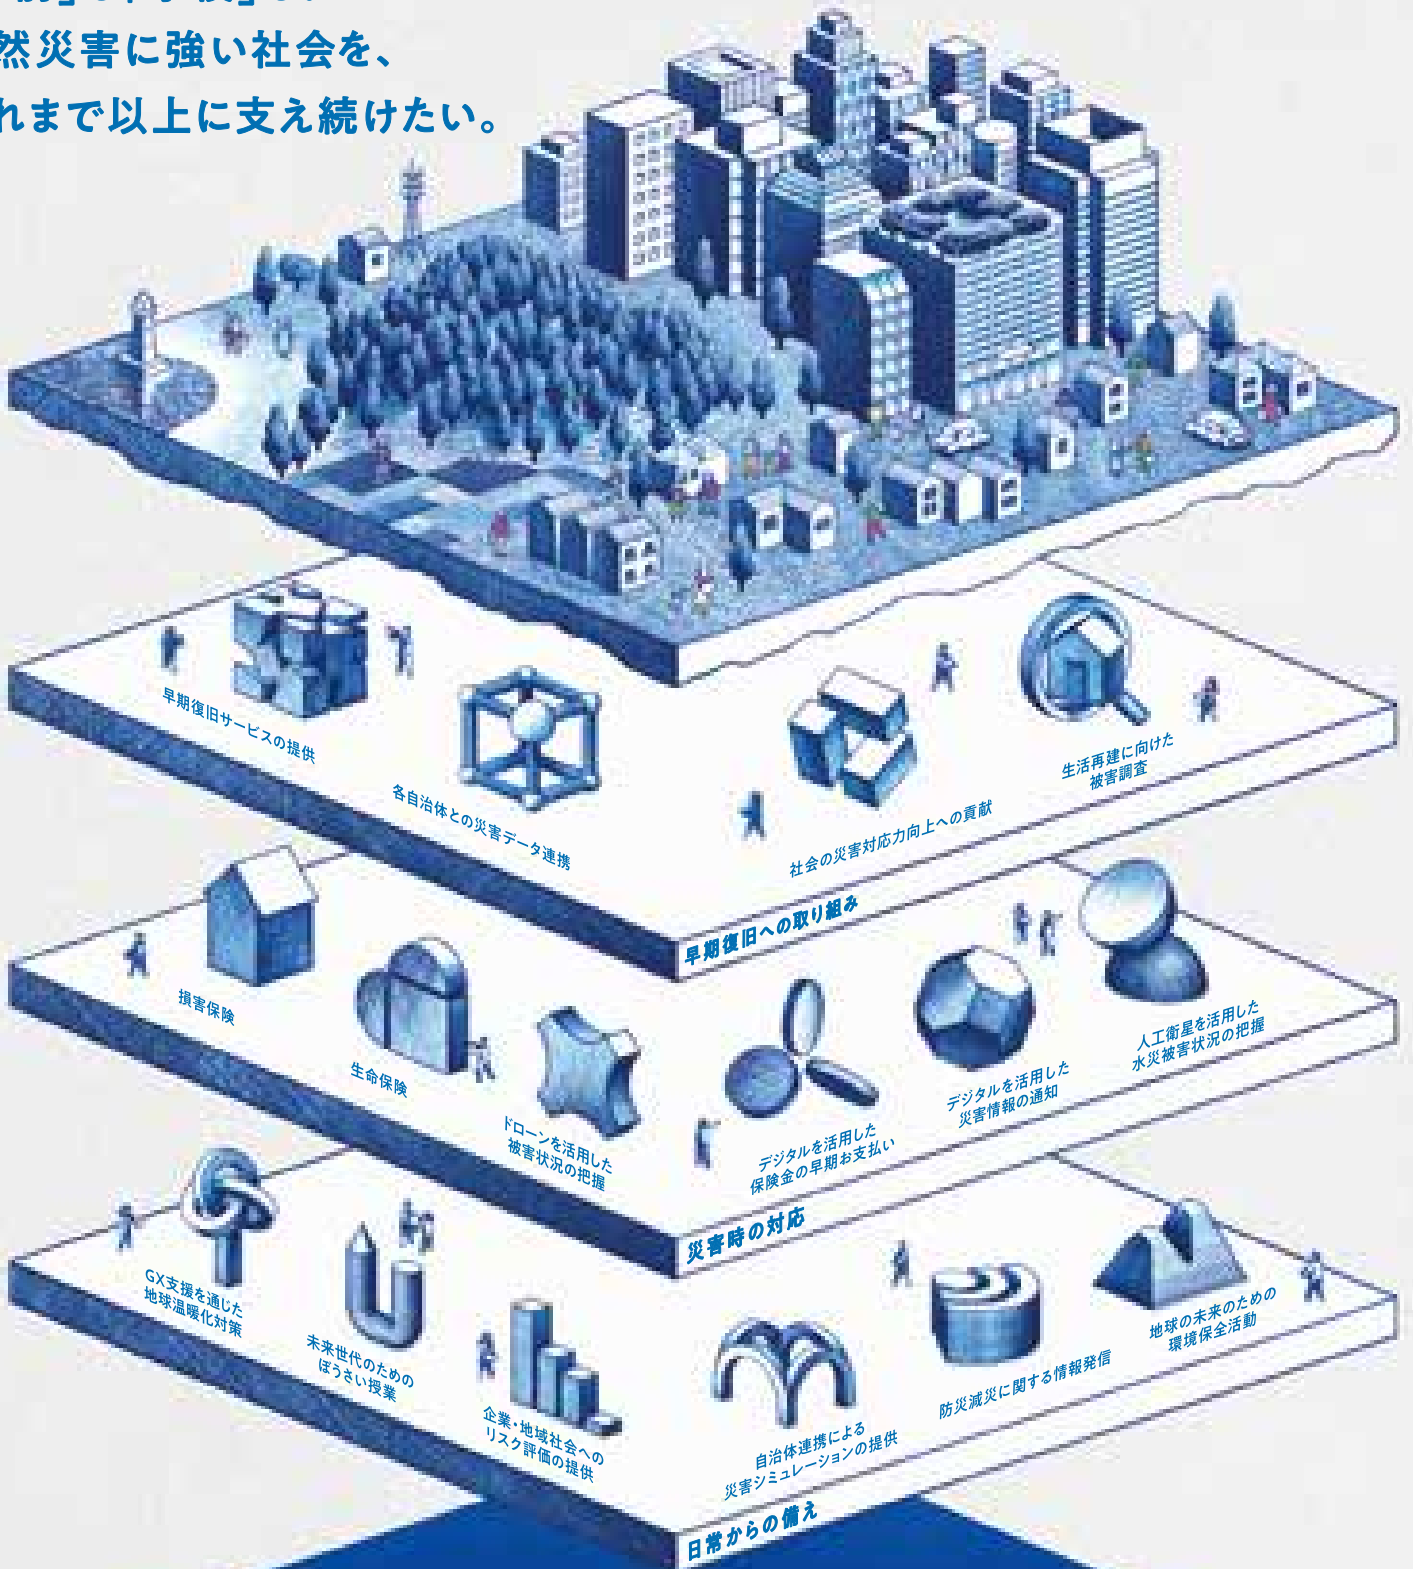 然災害に強い社会を、
れまで以上に支え続けたい。
早期復旧サービスの提供
各自治体との災害データ連携
社会の災害対応力向上への貢献
生活再建に向けた
被害調査
早期復旧への取り組み
損害保険
生命保険
ドローンを活用した
被害状況の把握
デジタルを活用した
保険金の早期お支払い
デジタルを活用した
災害情報の通知
人工衛星を活用した
水災被害状況の把握
災害時の対応
GX支援を通じた
地球温暖化対策
未来世代のための
ぼうさい授業
企業・地域社会への
リスク評価の提供
自治体連携による
災害シミュレーションの提供
防災減災に関する情報発信
地球の未来のための
環境保全活動
日常からの備え